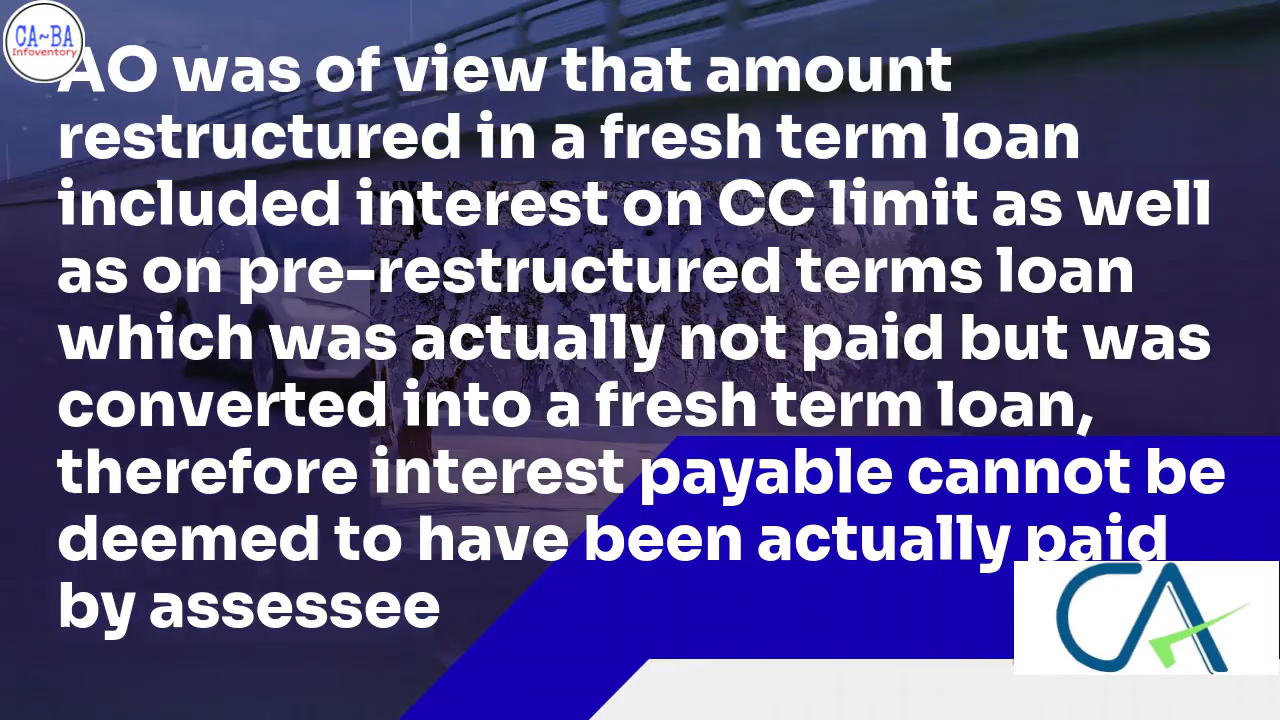 CA~BA
Infoventory
AO was of view that amount
restructured in a fresh term loan
included interest on CC limit as well
as on pre-restructured terms loan
which was actually not paid but was
converted into a fresh term loan,
therefore interest payable cannot be
deemed to have been actually paid
by assessee
CA